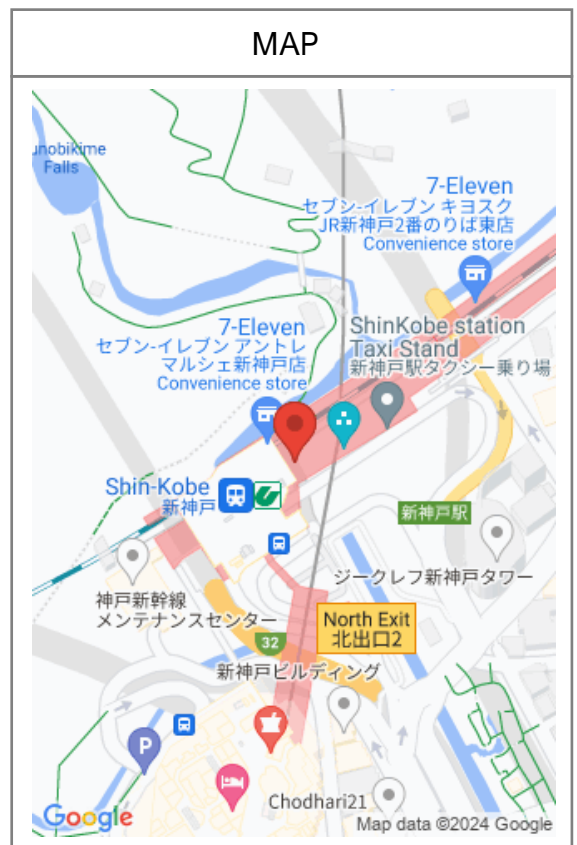 MAP
unobikime
Falls
7-Eleven
セブン-イレブン キヨスク
JR新神戸2番のりば東店
Convenience store
7-Eleven
セブン-イレブン アントレ
マルシェ新神戸店
Convenience store
ShinKobe station
Taxi Stand
新神戸駅タクシー乗り場
Shin-Kobe
新神戸
新神戸駅
ジークレフ新神戸タワー
神戸新幹線
メンテナンスセンター
North Exit
北出口2
32
新神戸ビルディング
P
Chodhari21
Google
Map data ©2024 Google